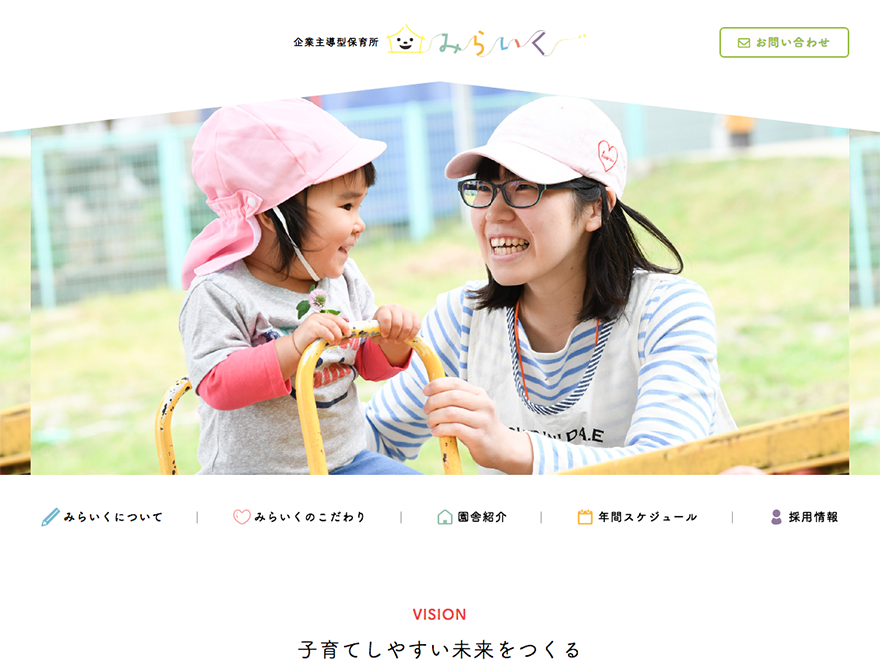 企業主導型保育所 みらいく
お問い合わせ
みらいくについて
みらいくのこだわり
園舎紹介
年間スケジュール
採用情報
VISION
子育てしやすい未来をつくる